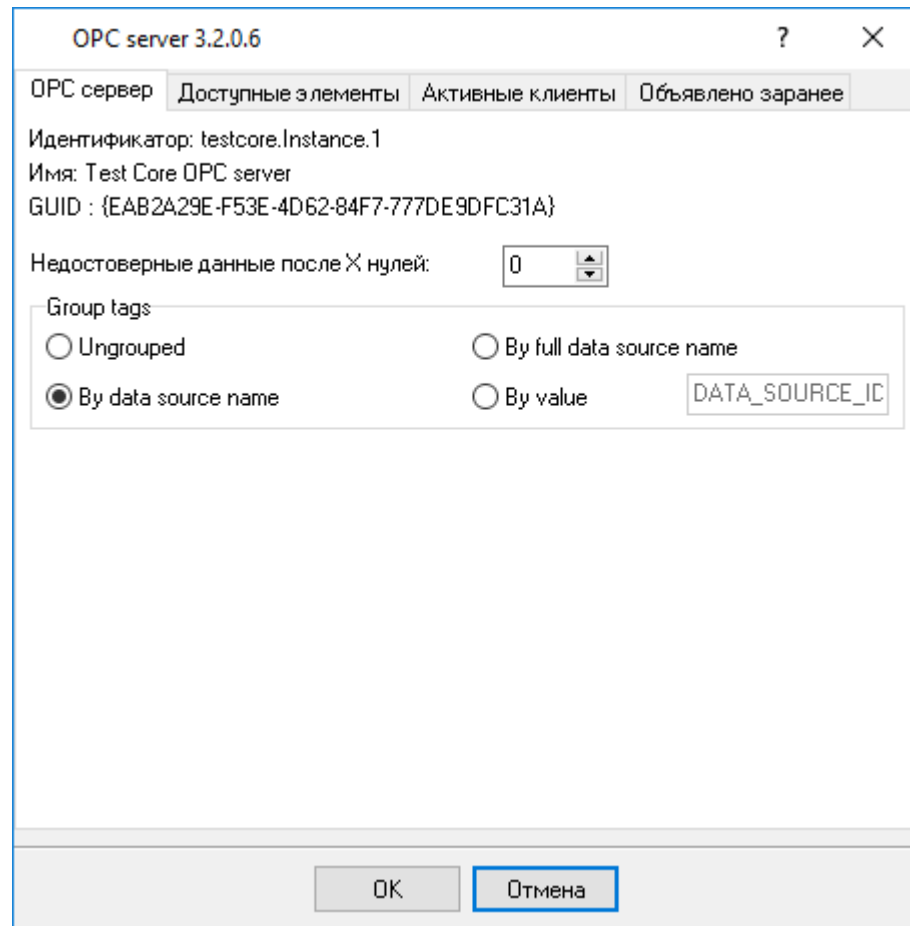 OPC server 3.2.0.6
OPC сервер Доступные элементы Активные клиенты Объявлено заранее
Идентификатор: testcore.Instance.1
Имя: Test Core OPC server
GUID : {EAB2A29E-F53E-4D62-84F7-777DE9DFC31A}
Недостоверные данные после X нулей: 0
Group tags
Ungrouped By full data source name
By data source name By value DATA_SOURCE_ID
OK Отмена